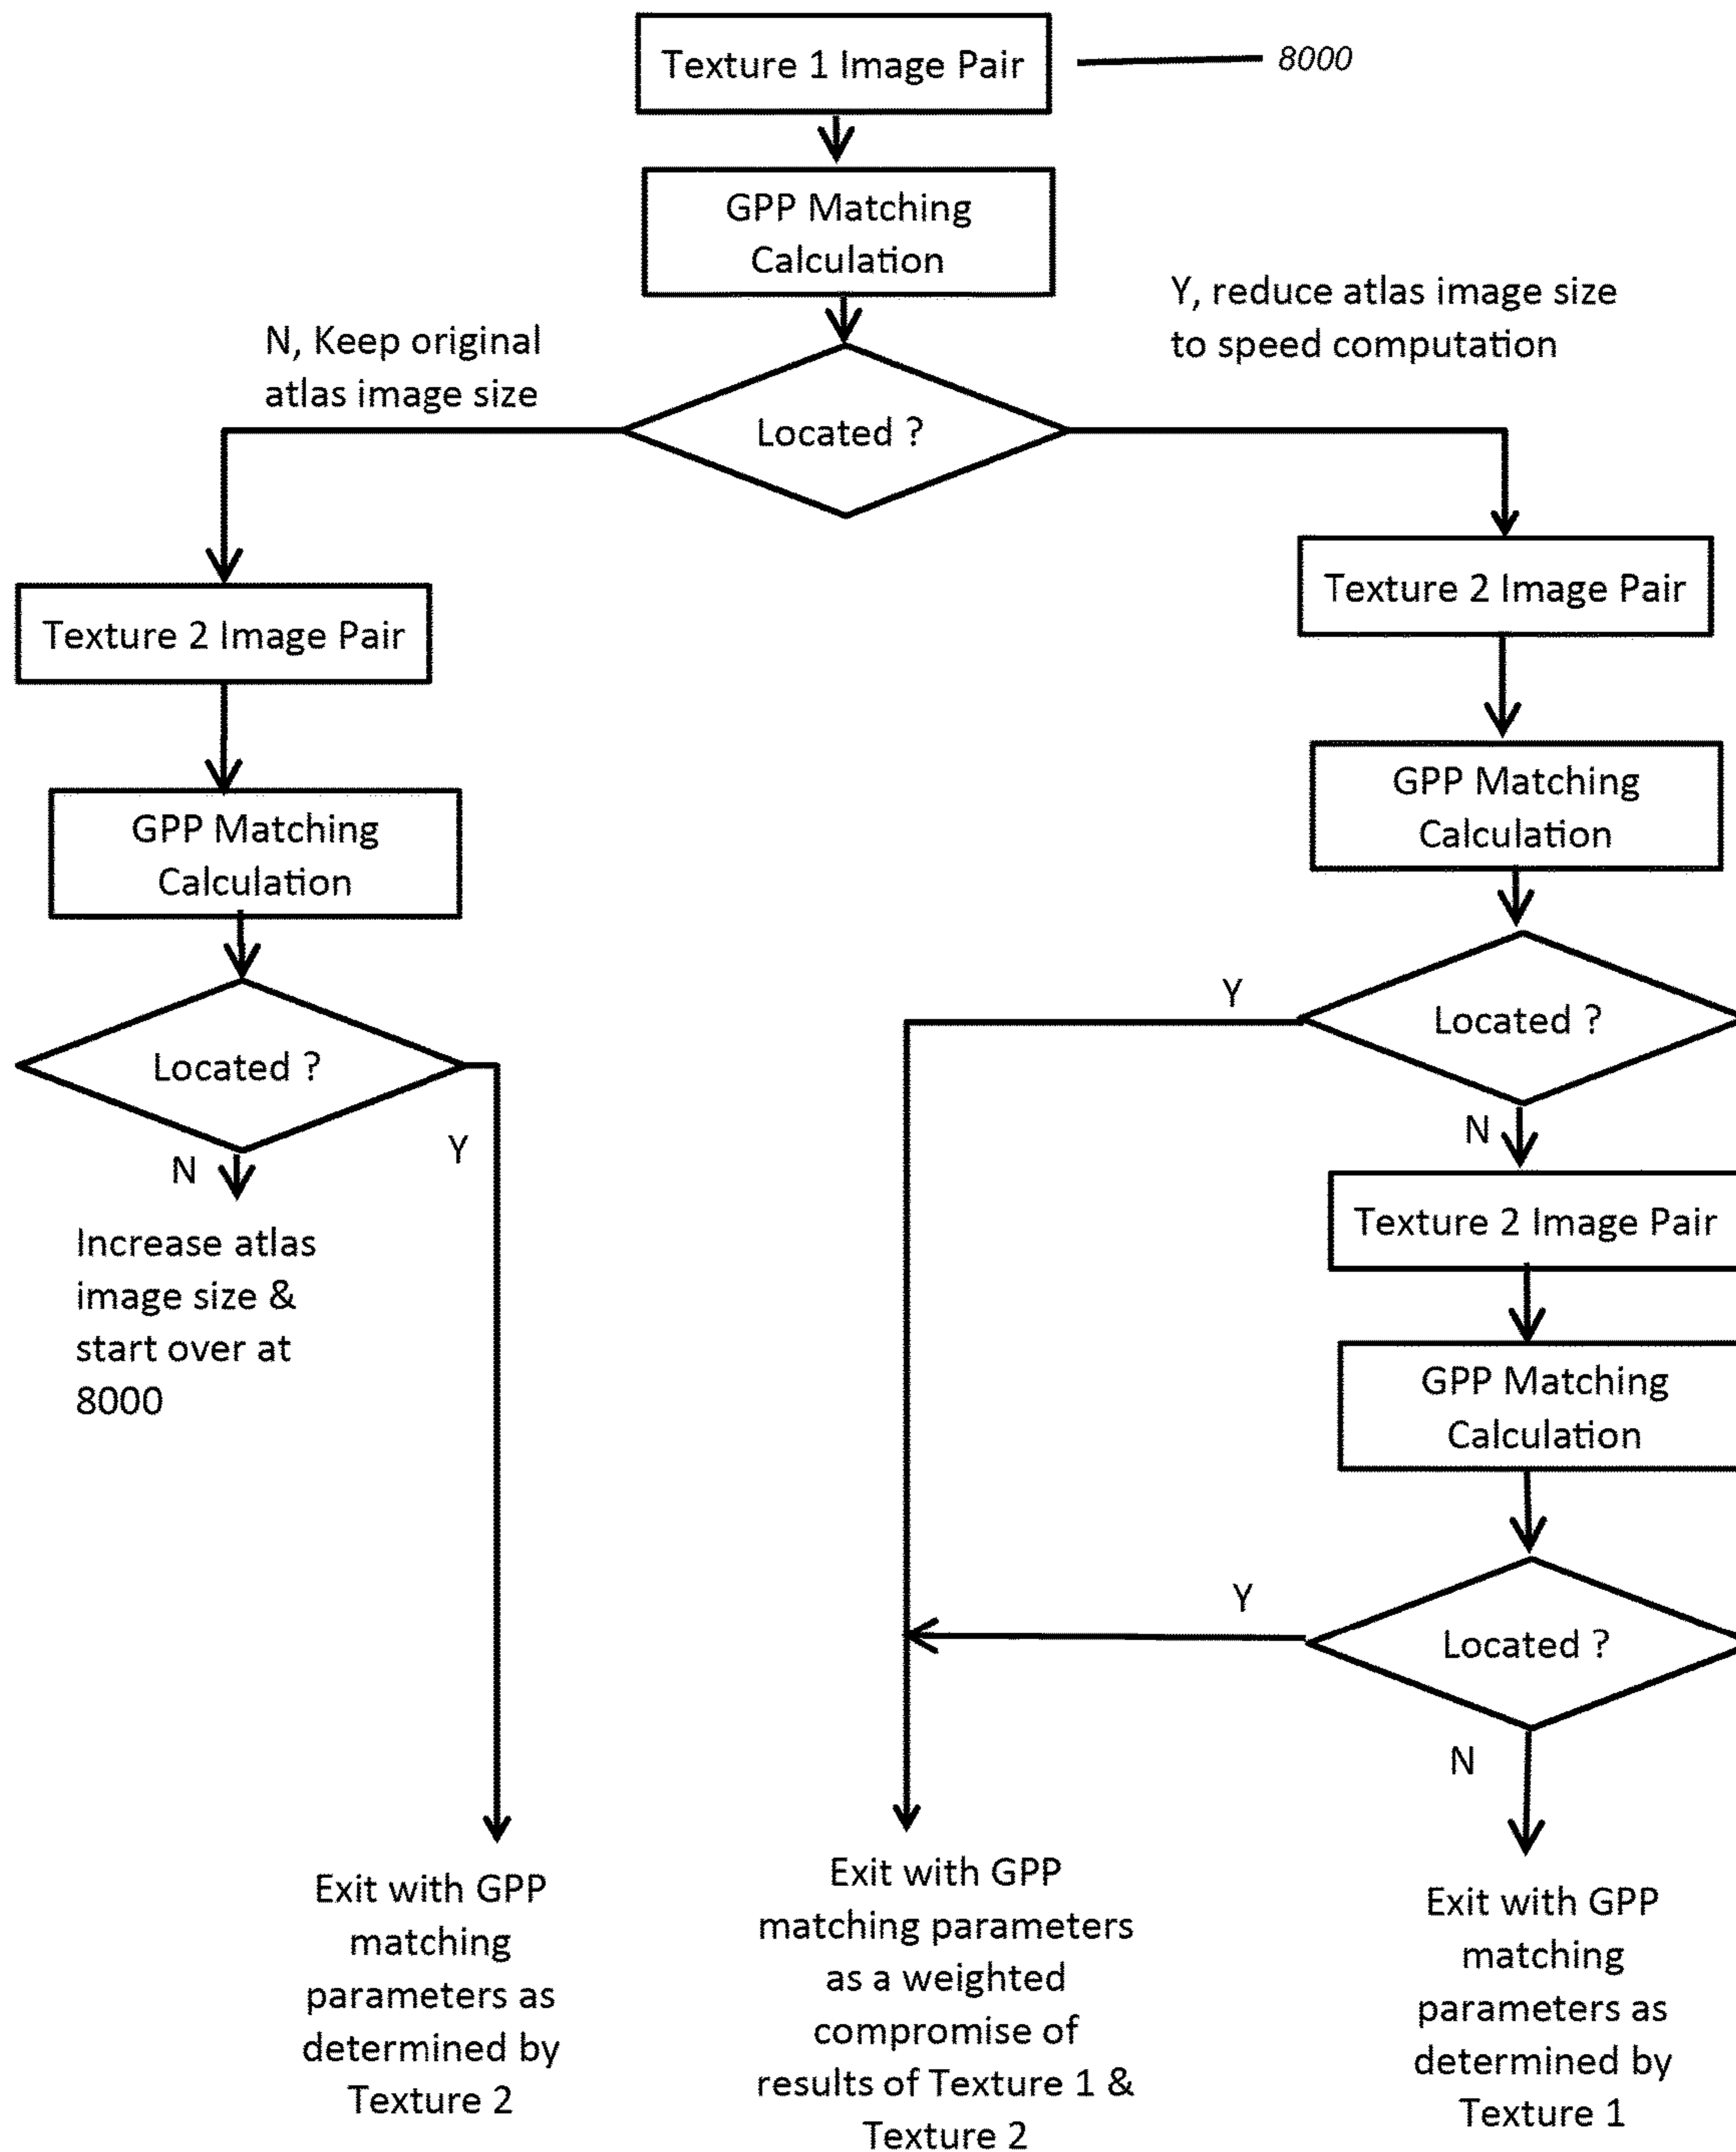 Texture 1 Image Pair
8000
GPP Matching
Calculation
Y, reduce atlas image size
to speed computation
N, Keep original
atlas image size
Located ?
Texture 2 Image Pair
Texture 2 Image Pair
GPP Matching
Calculation
GPP Matching
Calculation
Y
Located ?
Located ?
N
Y
N
Texture 2 Image Pair
Increase atlas
image size &
start over at
8000
GPP Matching
Calculation
Y
Located ?
N
Exit with GPP
matching
parameters as
determined by
Texture 2
Exit with GPP
matching parameters
as a weighted
compromise of
results of Texture 1 &
Texture 2
Exit with GPP
matching
parameters as
determined by
Texture 1